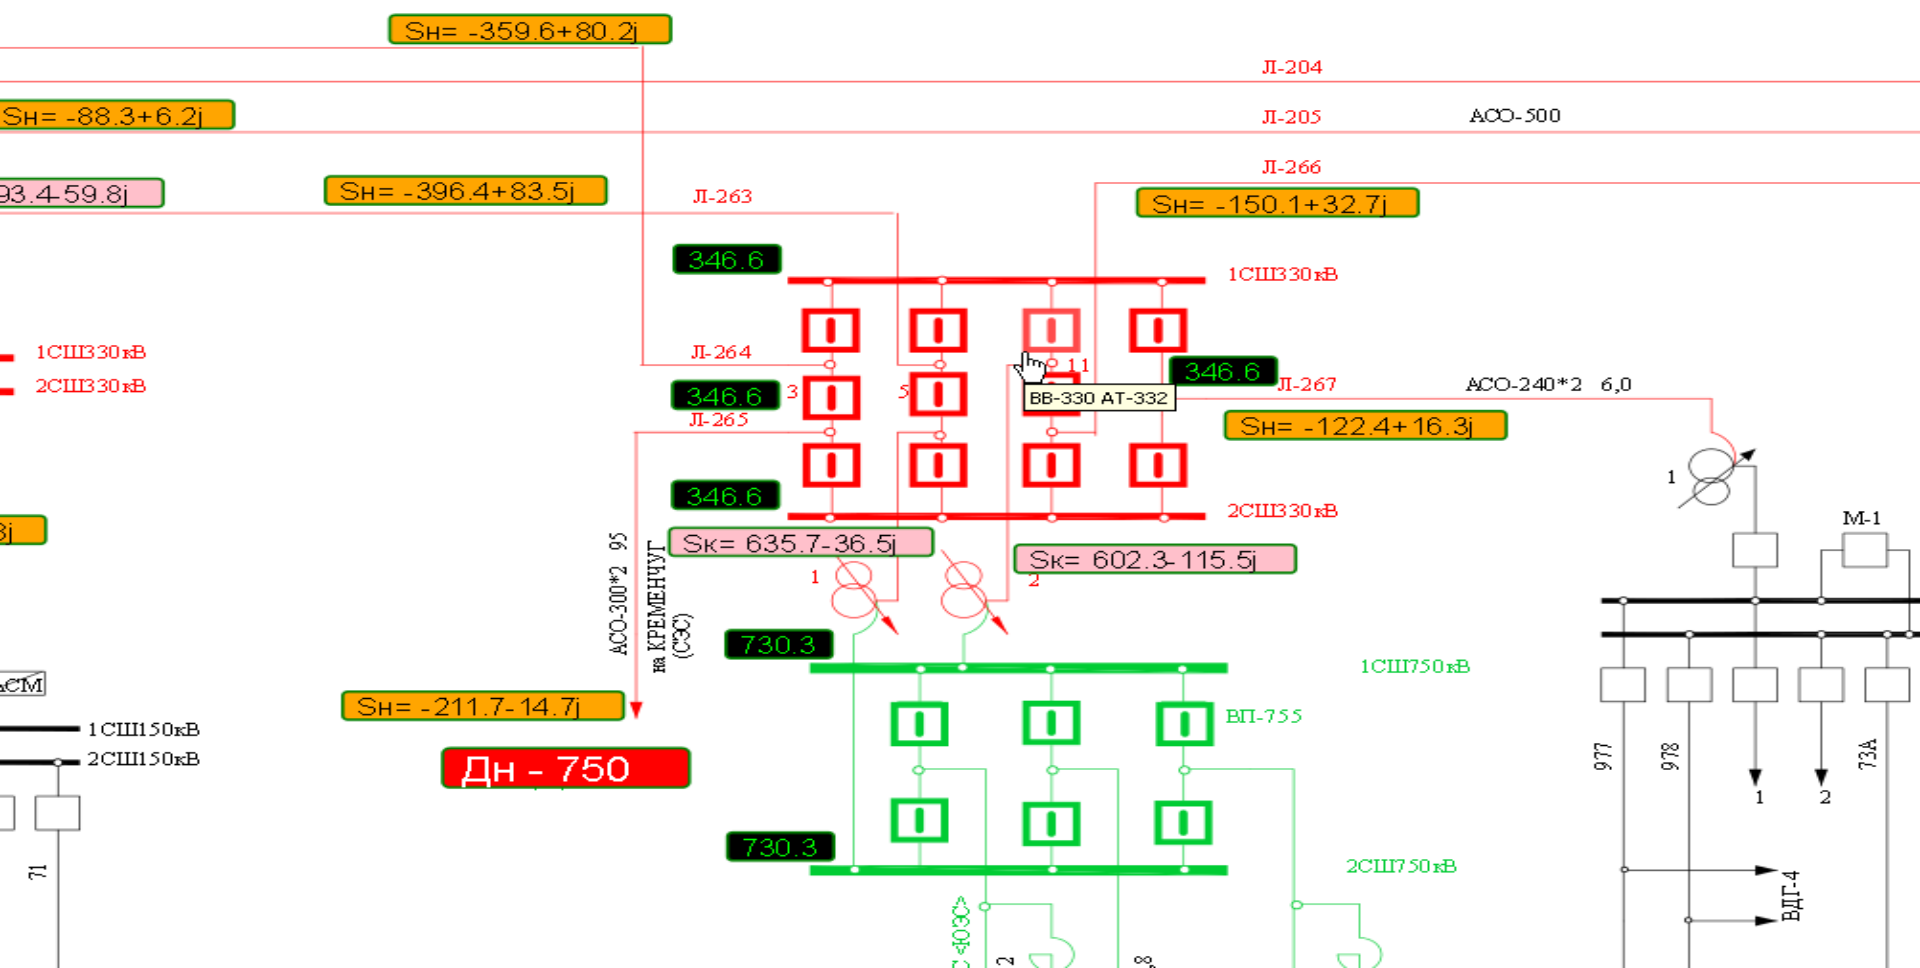 Sн= -359.6+80.2j
Л-204
Sн= -88.3+6.2j
Л-205
АСО-500
Л-266
93.4-59.8j
Sн= -396.4+83.5j
Л-263
Sн= -150.1+32.7j
346.6
1СШ330кВ
1СШ330кВ
2СШ330кВ
Л-264
11
346.6
Л-267
АСО-240*2 6,0
346.6
3
5
ВВ-330 АТ-332
Л-265
Sн= -122.4+16.3j
1
346.6
2СШ330кВ
М-1
j
Sк= 635.7-36.5j
Sк= 602.3-115.5j
1
2
АСО-300*2 95
на КРЕМЕНЧУГ
(СЭС)
730.3
1СШ750кВ
СМ
Sн= -211.7-14.7j
ВП-755
1СШ150кВ
2СШ150кВ
Дн - 750
977
978
73А
1
2
730.3
2СШ750кВ
71
ВДГ-4
С <ЮЭС>
2
8